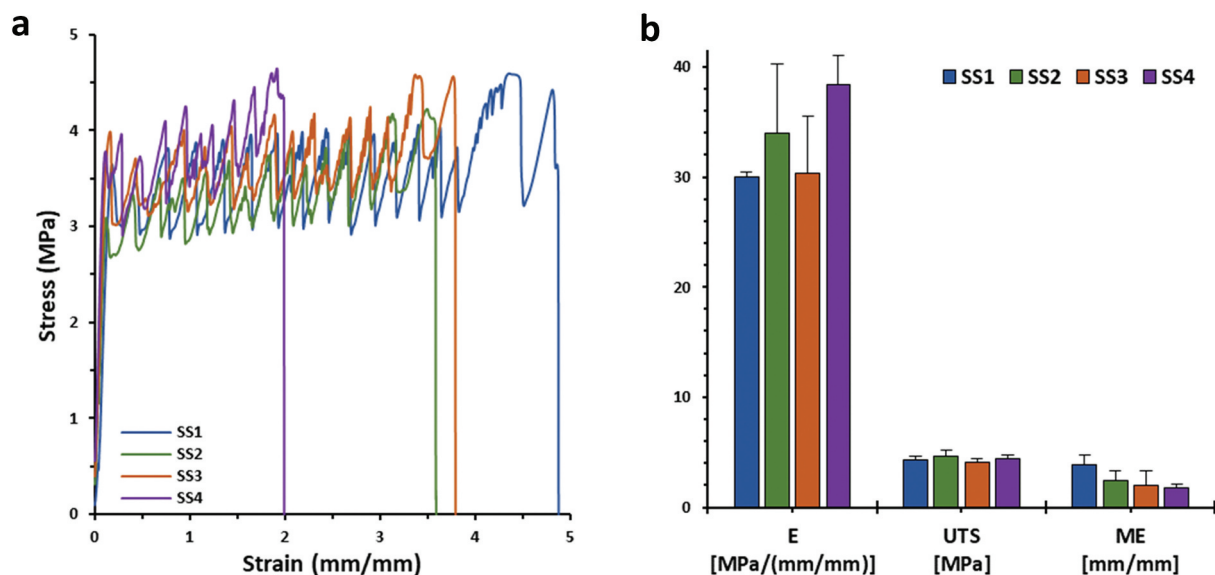 a
5
4
3
2
1
0
Stress (MPa)
SS1
SS2
SS3
SS4
0 1 2 3 4 5
Strain (mm/mm)
b
40
30
20
10
0
SS1 SS2 SS3 SS4
E UTS ME
[MPa/(mm/mm)] [MPa] [mm/mm]